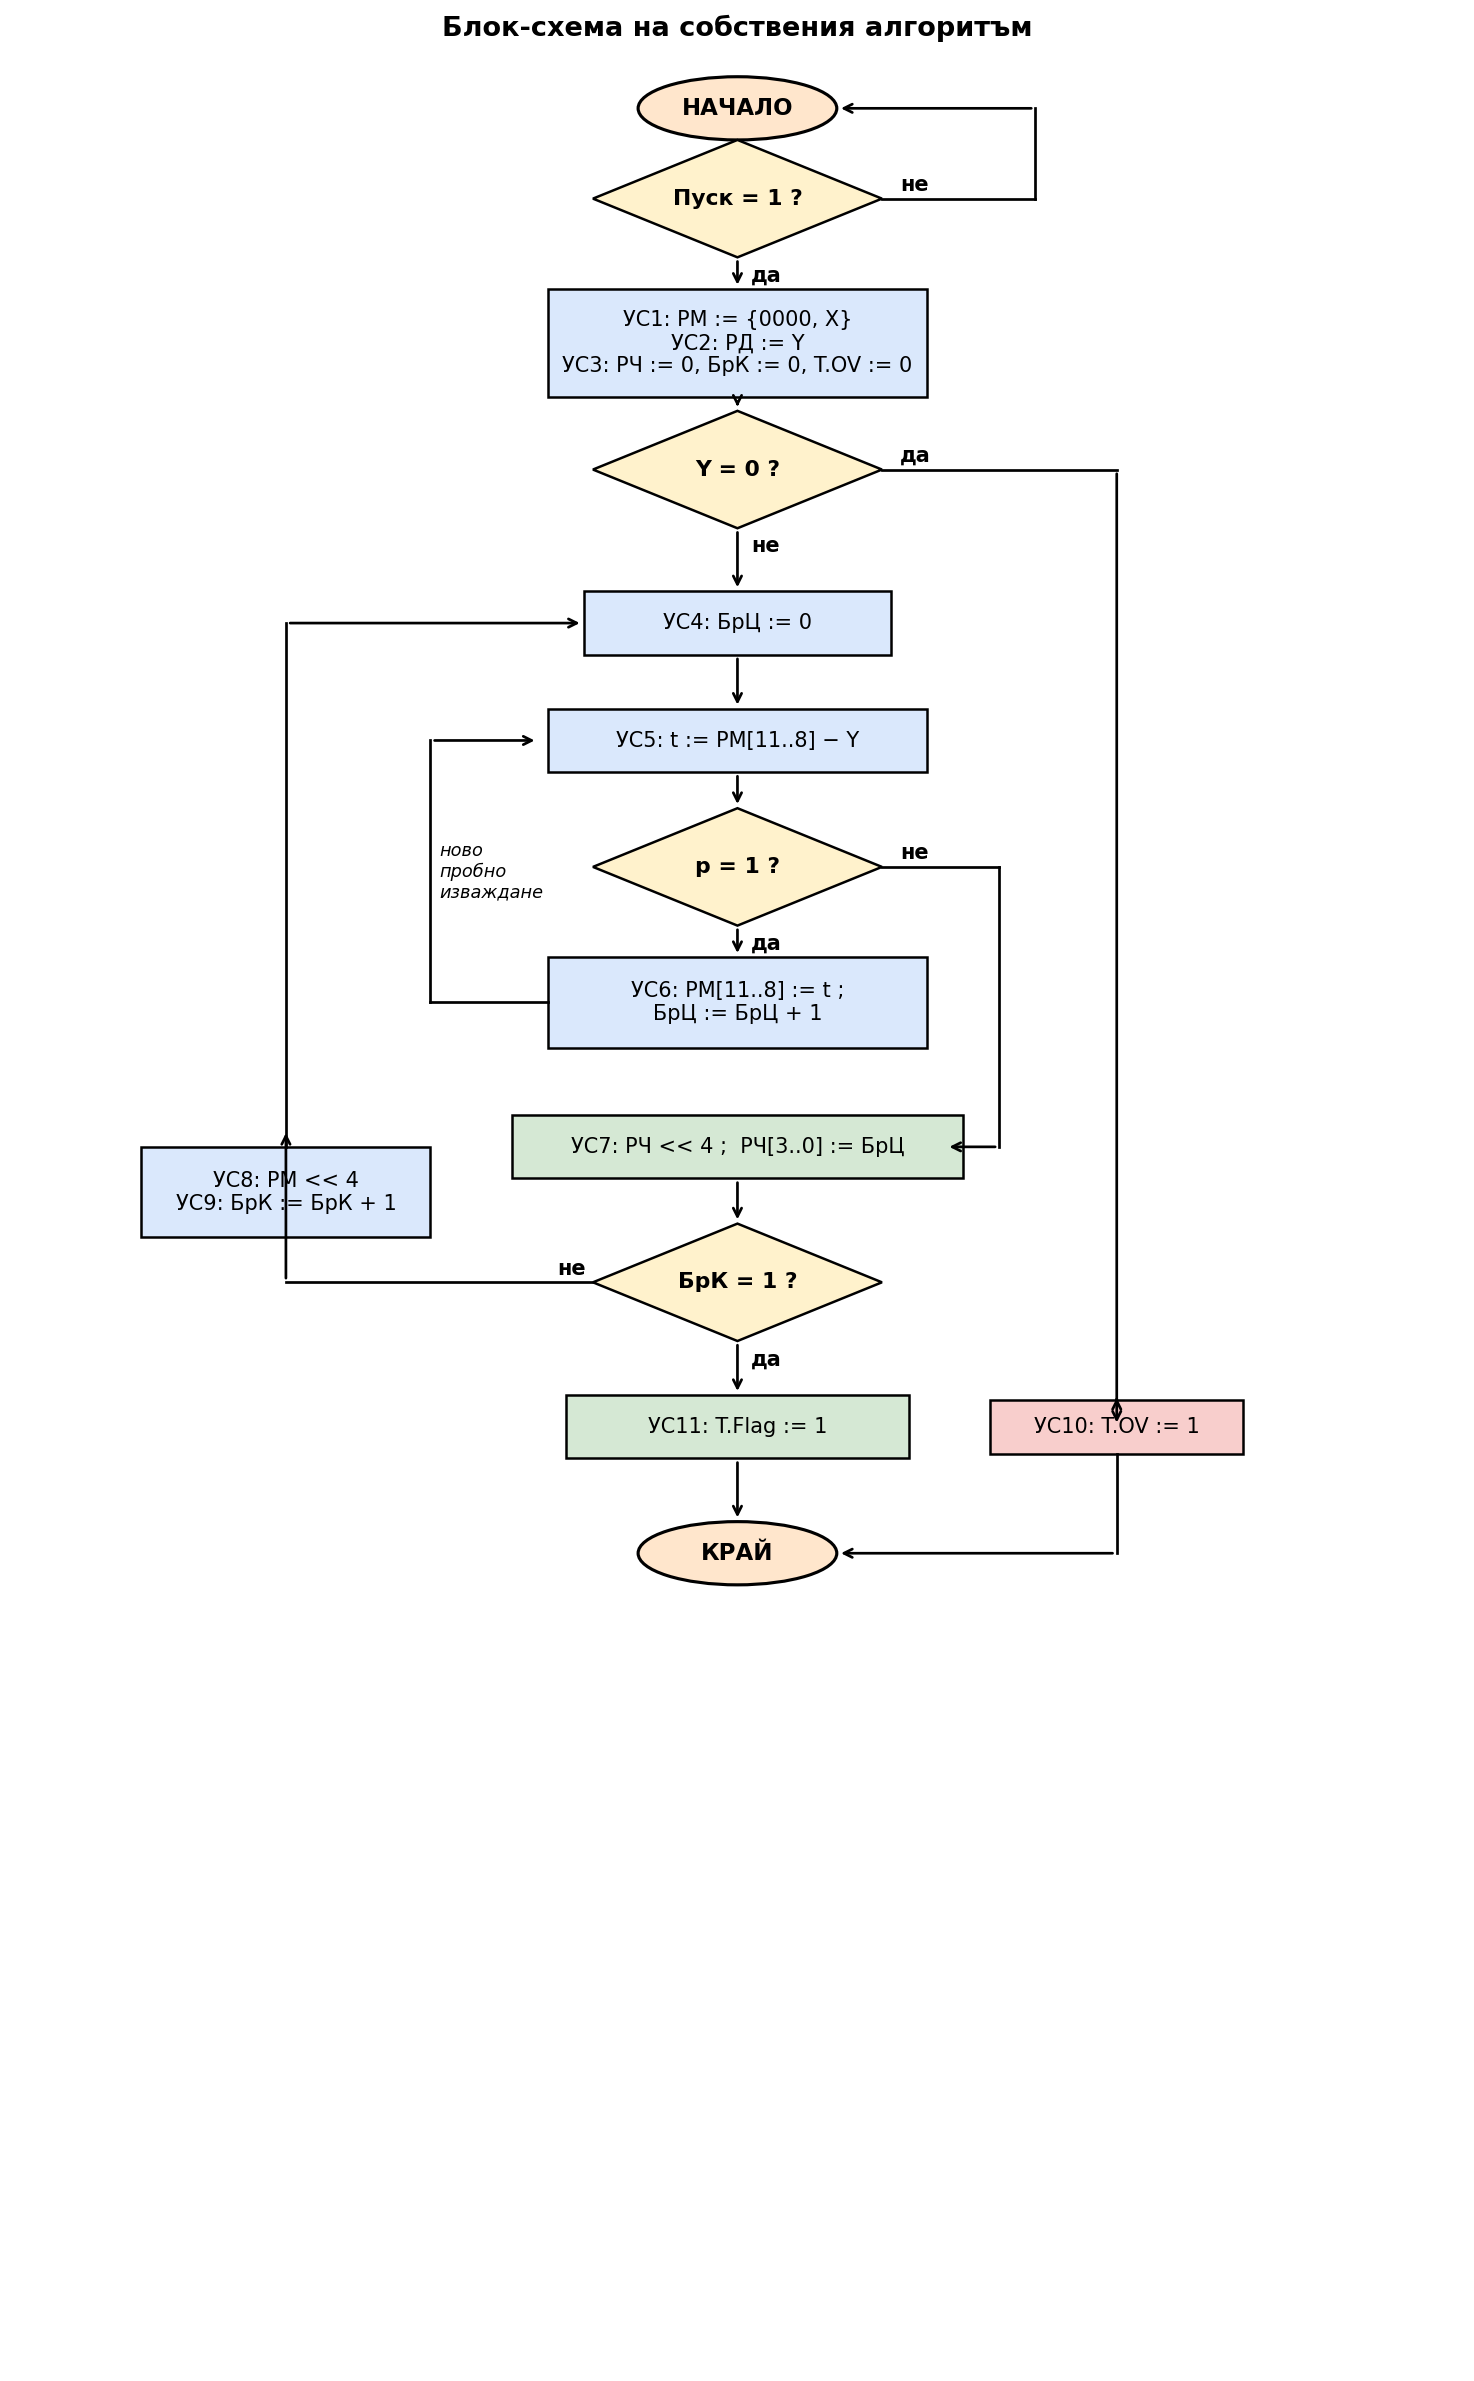 Блок-схема на собствения алгоритъм
НАЧАЛО
Пуск = 1 ?
не
да
УС1: РМ := {0000, X}
УС2: РД := Y
УС3: РЧ := 0, БрК := 0, T.OV := 0
Y = 0 ?
да
не
УС4: БрЦ := 0
УС5: t := РМ[11..8] − Y
p = 1 ?
не
ново
пробно
изваждане
да
УС6: РМ[11..8] := t ;
БрЦ := БрЦ + 1
УС7: РЧ << 4 ;  РЧ[3..0] := БрЦ
УС8: РМ << 4
УС9: БрК := БрК + 1
не
БрК = 1 ?
да
УС11: T.Flag := 1
УС10: T.OV := 1
КРАЙ